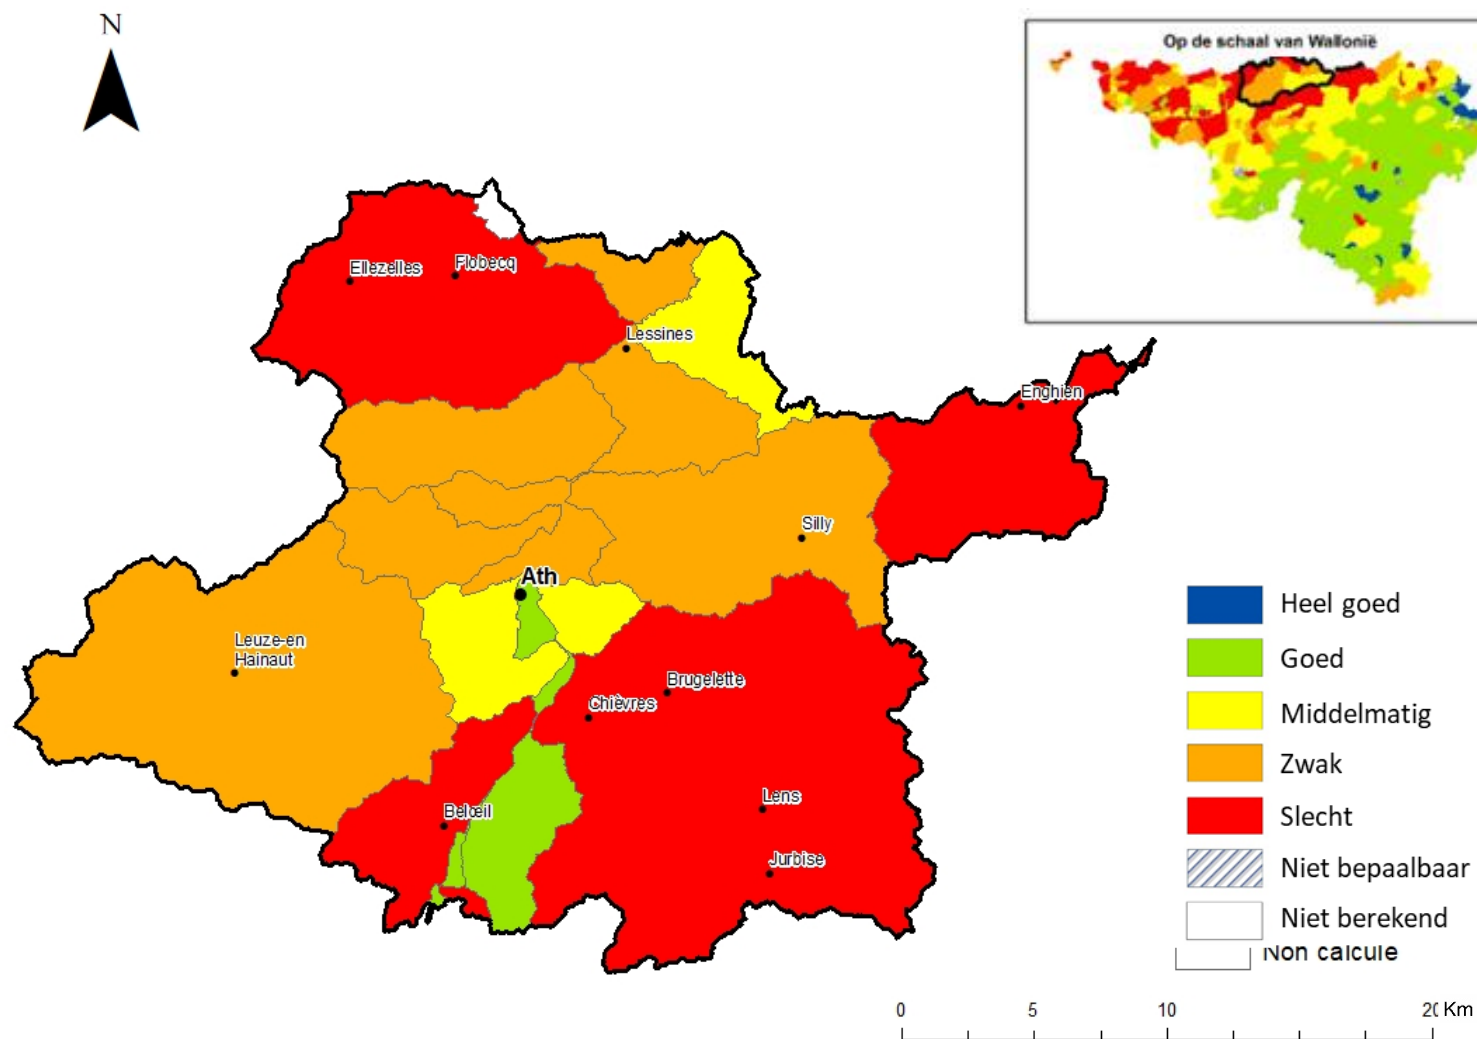 N
Op de schaal van Wallonië
Ellezelles
Flobecq
Lessines
Enghien
Silly
Ath
Leuze-en
Hainaut
Brugelette
Chièvres
Lens
Belœil
Jurbise
Heel goed
Goed
Middelmatig
Zwak
Slecht
Niet bepaalbaar
Niet berekend
Non calculé
0 5 10 20 Km